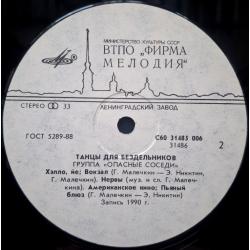 МИНИСТЕРСТВО КУЛЬТУРЫ СССР
ВТПО „ФИРМА
МЕЛОДИЯ“
СТЕРЕО 33
ЛЕНИНГРАДСКИЙ ЗАВОД
ГОСТ 5289-88
С60 31485 006
31486
2
ТАНЦЫ ДЛЯ БЕЗДЕЛЬНИКОВ
ГРУППА «ОПАСНЫЕ СОСЕДИ»
Хэлло, йе; Вокзал (Г. Малечкин — Э. Никитин,
Г. Малечкин). Нервы (муз. и сл. Г. Малеч-
кина). Американское кино; Пьяный
блюз (Г. Малечкин — Э. Никитин)
Запись 1990 г.